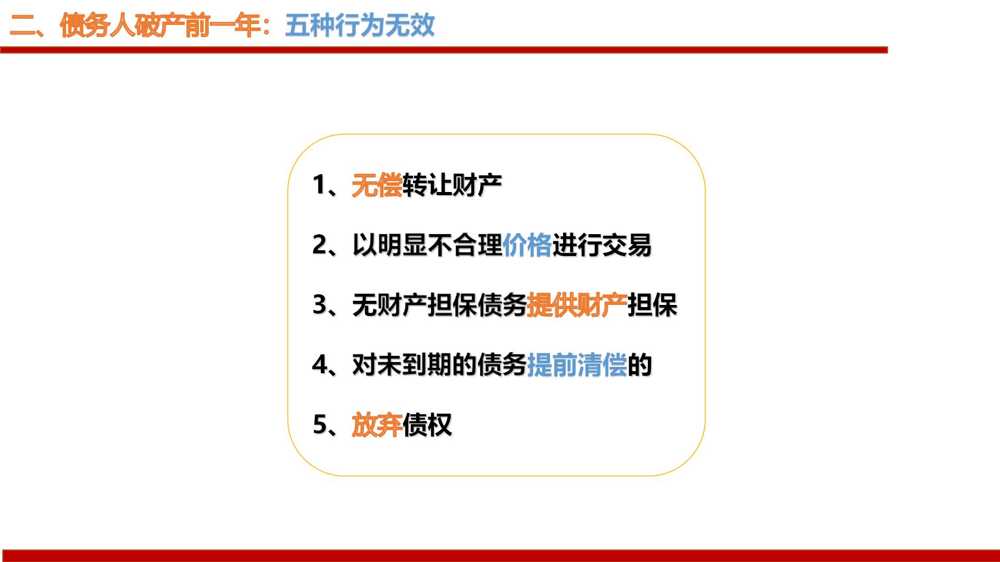 二、债务人破产前一年：五种行为无效
1、无偿转让财产
2、以明显不合理价格进行交易
3、无财产担保债务提供财产担保
4、对未到期的债务提前清偿的
5、放弃债权